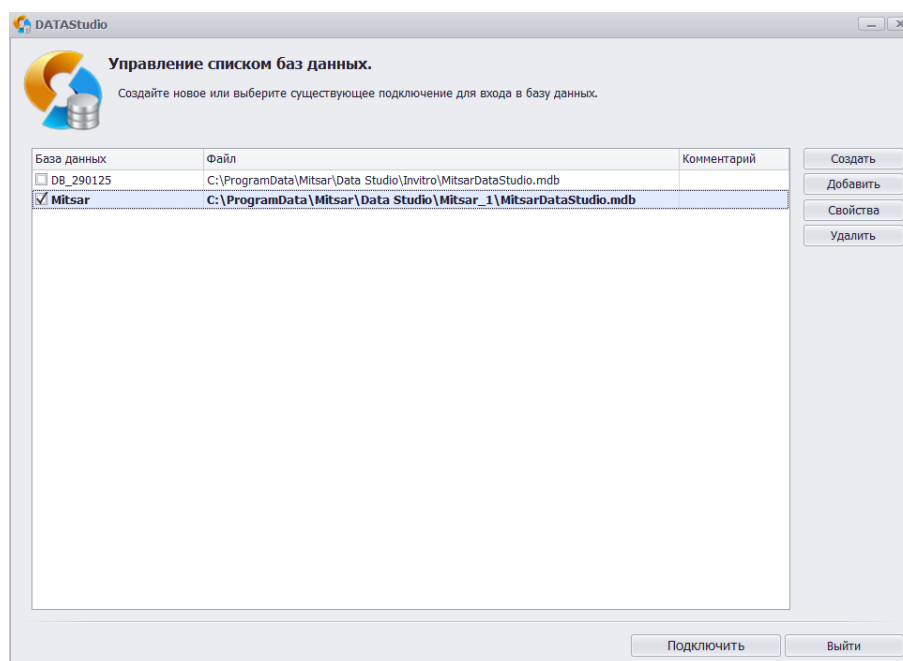 DATAStudio
Управление списком баз данных.
Создайте новое или выберите существующее подключение для входа в базу данных.
База данных Файл Комментарий
DB_290125 C:\ProgramData\Mitsar\Data Studio\Invitro\MitsarDataStudio.mdb
Mitsar C:\ProgramData\Mitsar\Data Studio\Mitsar_1\MitsarDataStudio.mdb
Создать
Добавить
Свойства
Удалить
Подключить Выйти